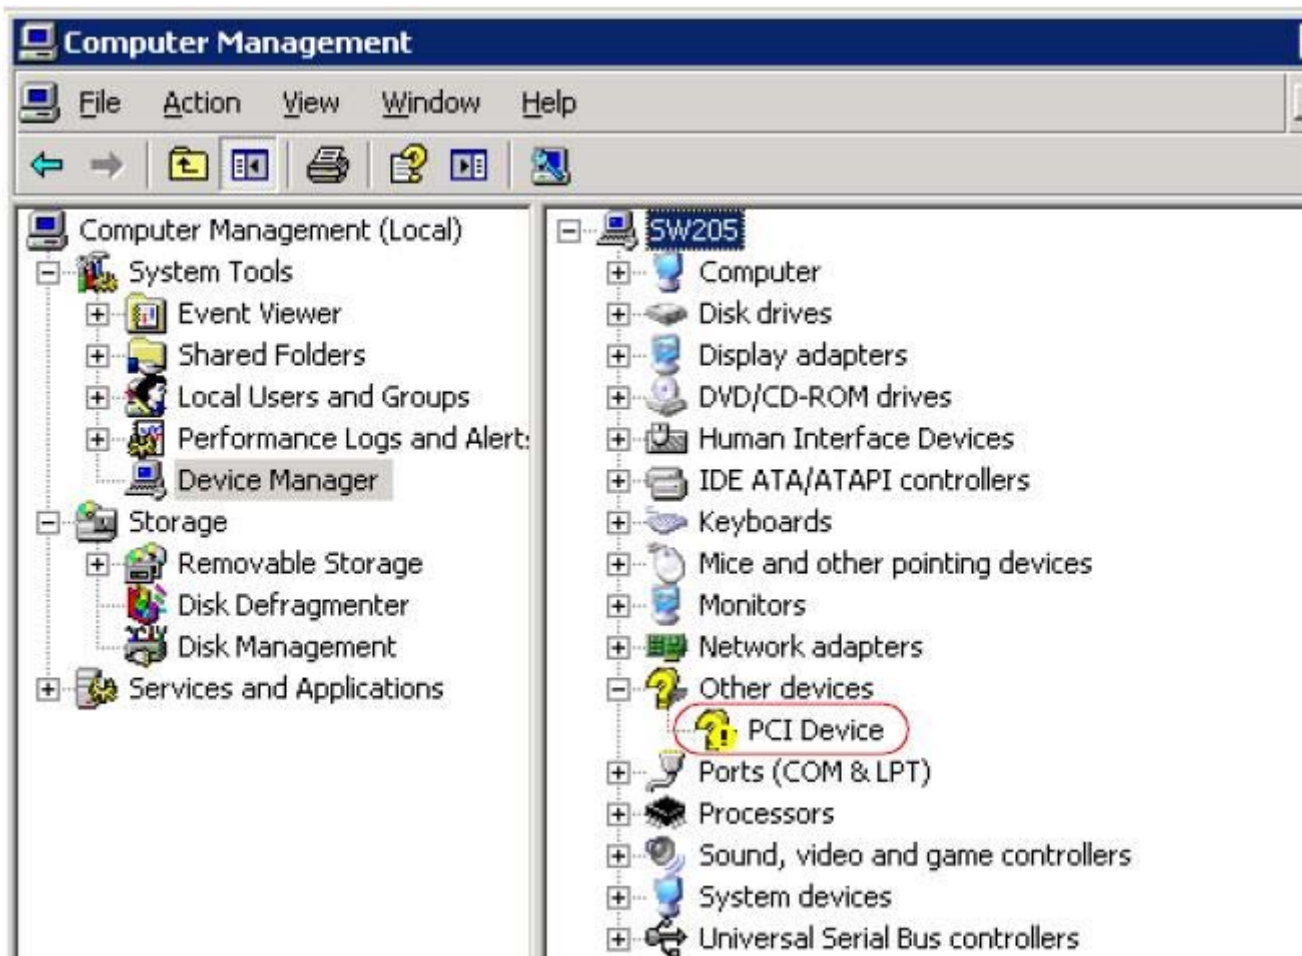 Computer Management
File Action View Window Help
Computer Management (Local)
System Tools
Event Viewer
Shared Folders
Local Users and Groups
Performance Logs and Alert:
Device Manager
Storage
Removable Storage
Disk Defragmenter
Disk Management
Services and Applications
SW205
Computer
Disk drives
Display adapters
DVD/CD-ROM drives
Human Interface Devices
IDE ATA/ATAPI controllers
Keyboards
Mice and other pointing devices
Monitors
Network adapters
Other devices
PCI Device
Ports (COM & LPT)
Processors
Sound, video and game controllers
System devices
Universal Serial Bus controllers